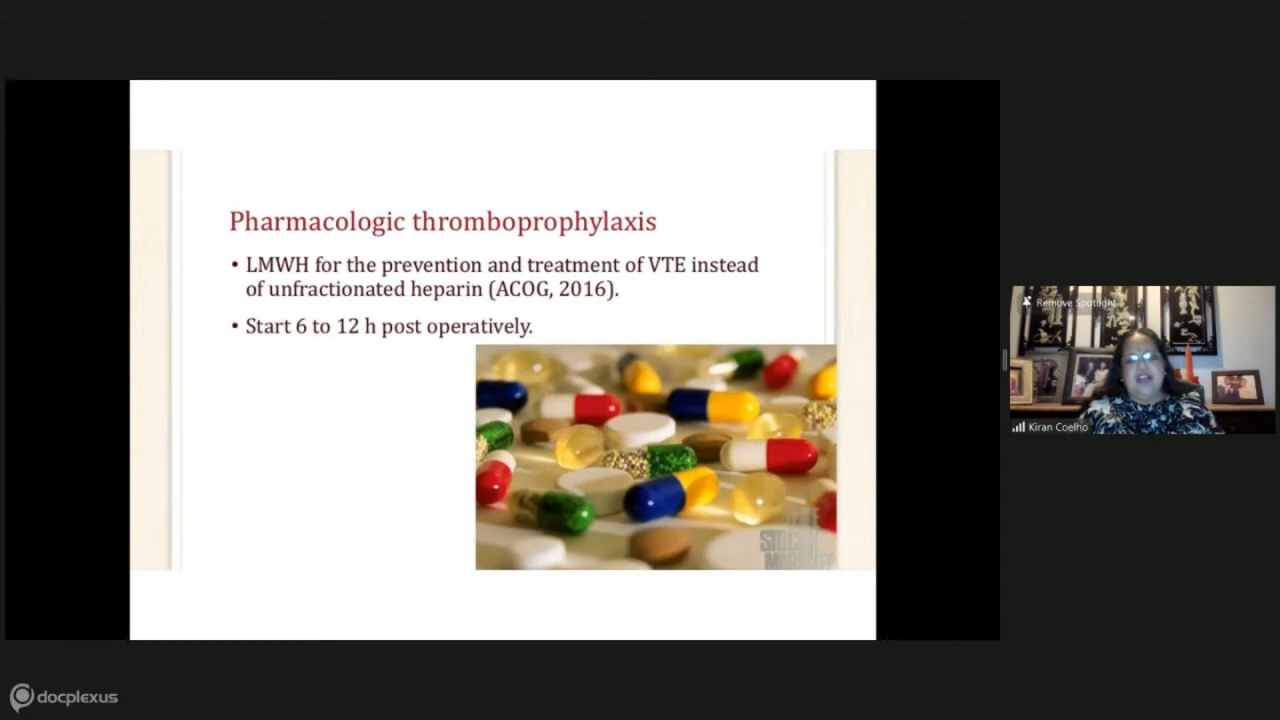 Pharmacologic thromboprophylaxis
• LMWH for the prevention and treatment of VTE instead
of unfractionated heparin (ACOG, 2016).
• Start 6 to 12 h post operatively.
Remove Spotlight
Kiran Coelho
docplexus